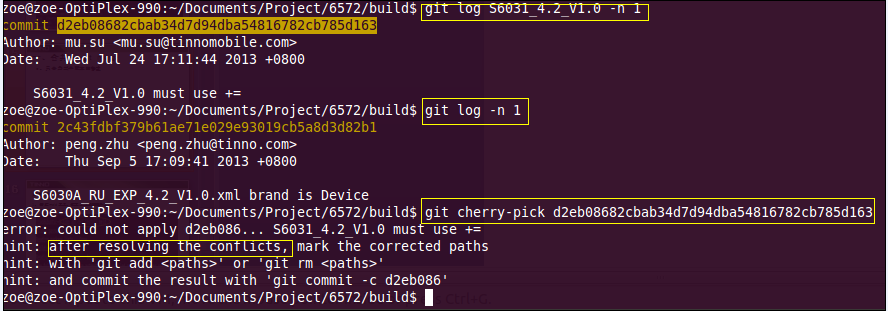 zoe@zoe-OptiPlex-990:~/Documents/Project/6572/build$ git log S6031_4.2_V1.0 -n 1
commit d2eb08682cbab34d7d94dba54816782cb785d163
Author: mu.su <mu.su@tinnomobile.com>
Date:   Wed Jul 24 17:11:44 2013 +0800
    S6031_4.2_V1.0 must use +=
zoe@zoe-OptiPlex-990:~/Documents/Project/6572/build$ git log -n 1
commit 2c43fdbf379b61ae71e029e93019cb5a8d3d82b1
Author: peng.zhu <peng.zhu@tinno.com>
Date:   Thu Sep 5 17:09:41 2013 +0800
    S6030A_RU_EXP_4.2_V1.0.xml brand is Device
zoe@zoe-OptiPlex-990:~/Documents/Project/6572/build$ git cherry-pick d2eb08682cbab34d7d94dba54816782cb785d163
error: could not apply d2eb086... S6031_4.2_V1.0 must use +=
hint: after resolving the conflicts, mark the corrected paths
hint: with 'git add <paths>' or 'git rm <paths>'
hint: and commit the result with 'git commit -c d2eb086'
zoe@zoe-OptiPlex-990:~/Documents/Project/6572/build$